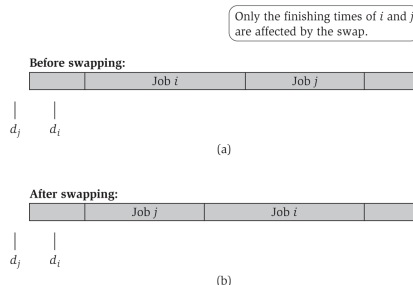 Only the finishing times of i and j
are affected by the swap.
Before swapping:
Job i Job j
d_j d_i
(a)
After swapping:
Job j Job i
d_j d_i
(b)